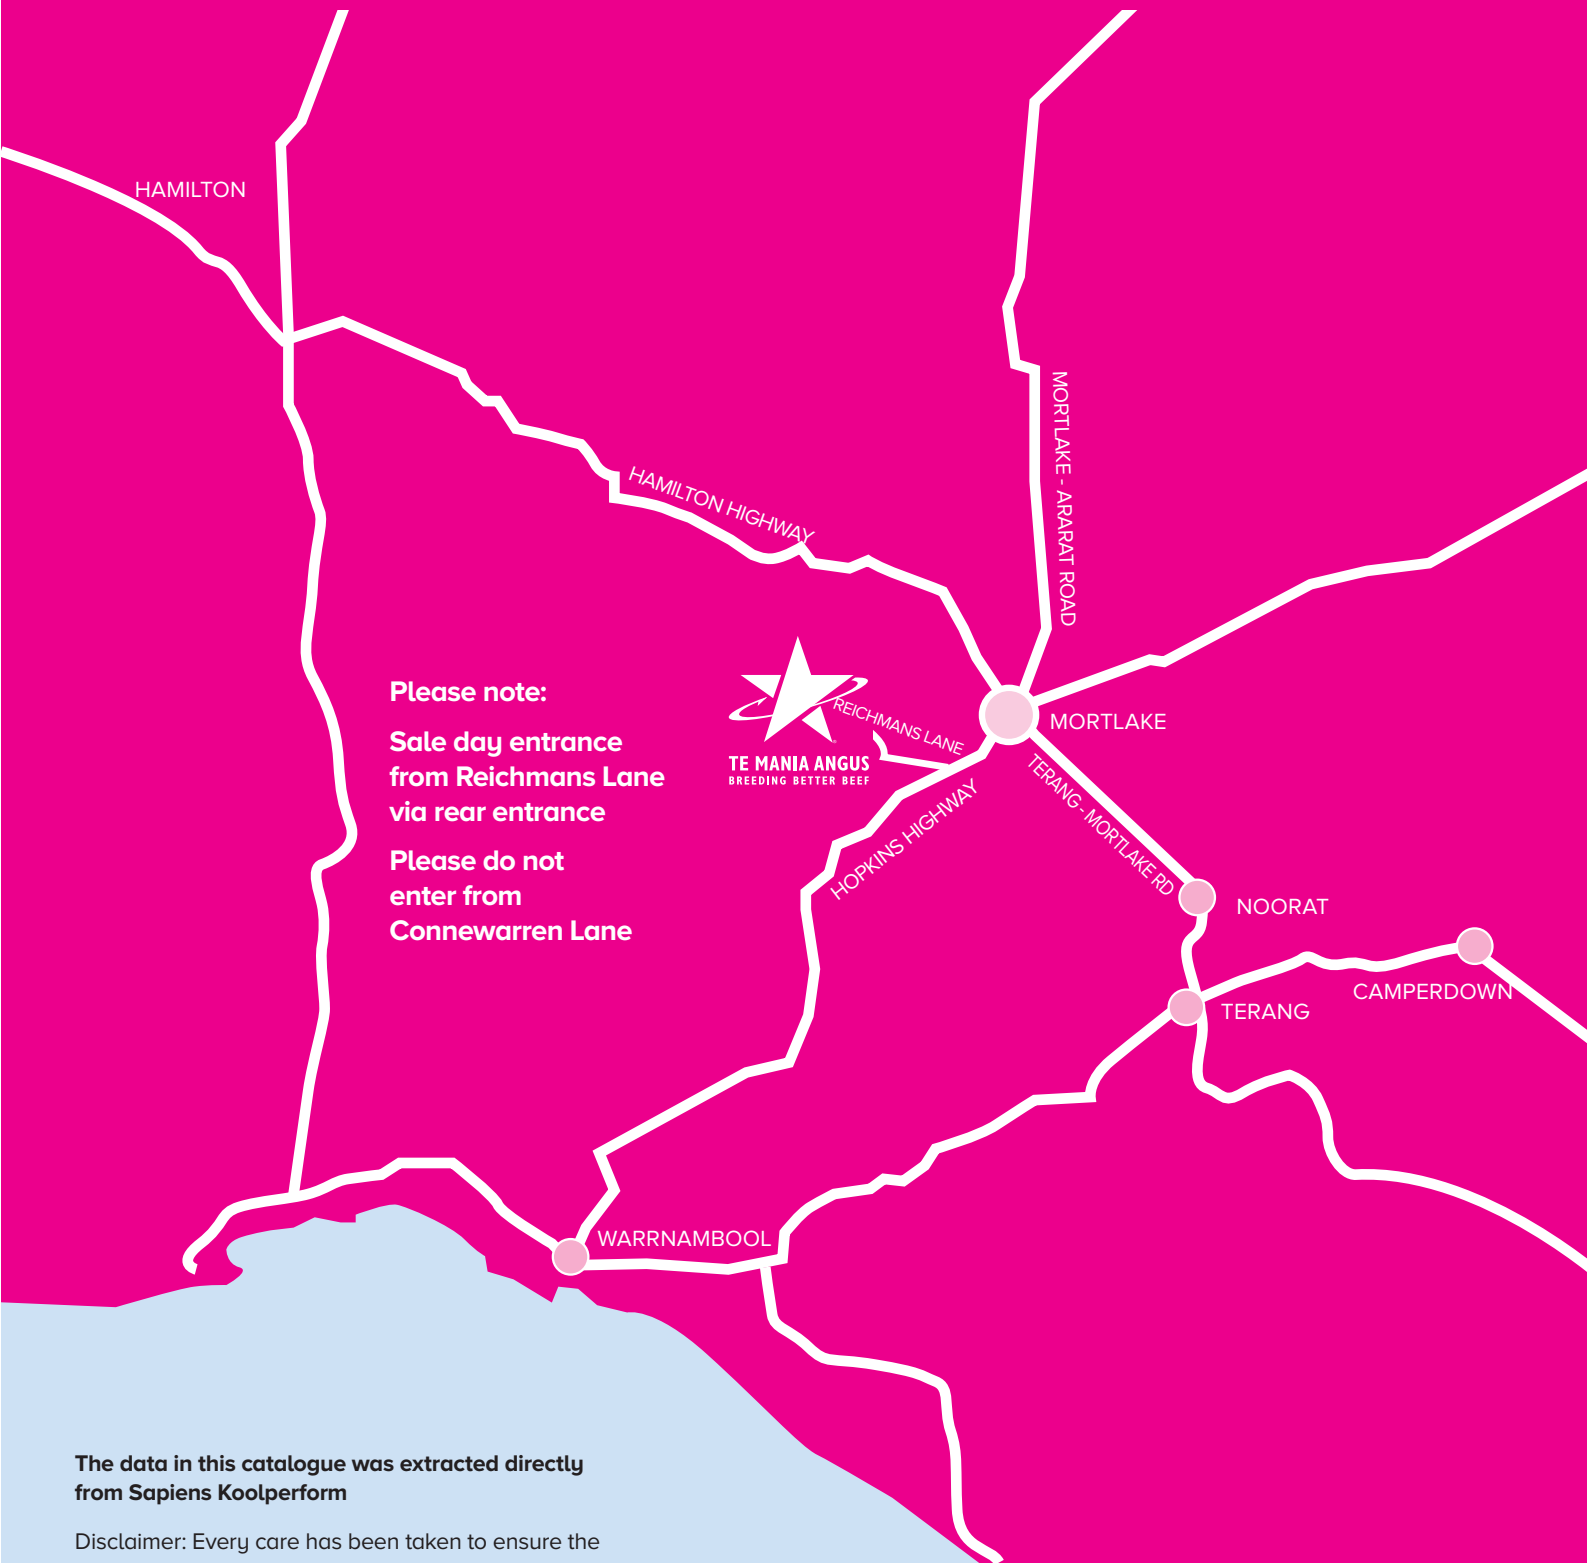 HAMILTON
HAMILTON HIGHWAY
MORTLAKE - ARARAT ROAD
Please note:
Sale day entrance
from Reichmans Lane
via rear entrance
Please do not
enter from
Connewarren Lane
REICHMANS LANE
TE MANIA ANGUS
BREEDING BETTER BEEF
MORTLAKE
HOPKINS HIGHWAY
TERANG - MORTLAKE RD
NOORAT
CAMPERDOWN
TERANG
WARRNAMBOOL
The data in this catalogue was extracted directly
from Sapiens Koolperform
Disclaimer: Every care has been taken to ensure the